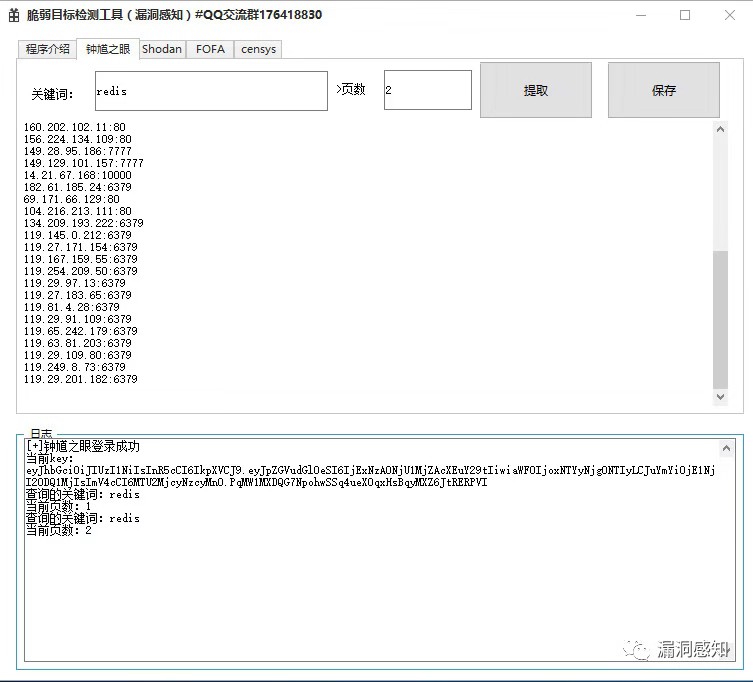 脆弱目标检测工具（漏洞感知）#QQ交流群176418830
程序介绍 钟馗之眼 Shodan FOFA censys
关键词： redis >页数 2 提取 保存
160.202.102.11:80
156.224.134.109:80
149.28.95.186:7777
149.129.101.157:7777
14.21.67.168:10000
182.61.185.24:6379
69.171.66.129:80
104.216.213.111:80
134.209.193.222:6379
119.145.0.212:6379
119.27.171.154:6379
119.167.159.55:6379
119.254.209.50:6379
119.29.97.13:6379
119.27.183.65:6379
119.81.4.28:6379
119.29.91.109:6379
119.65.242.179:6379
119.63.81.203:6379
119.29.109.80:6379
119.249.8.73:6379
119.29.201.182:6379
日志
[+]钟馗之眼登录成功
当前key:
查询的关键词：redis
当前页数：1
查询的关键词：redis
当前页数：2
漏洞感知